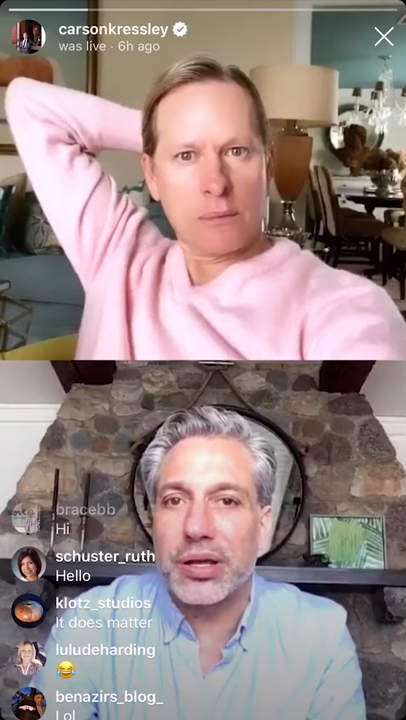 carsonkressley
was live · 6h ago
bracebb
Hi
schuster_ruth
Hello
klotz_studios
It does matter
luludeharding
😂
benazirs_blog_
Lol